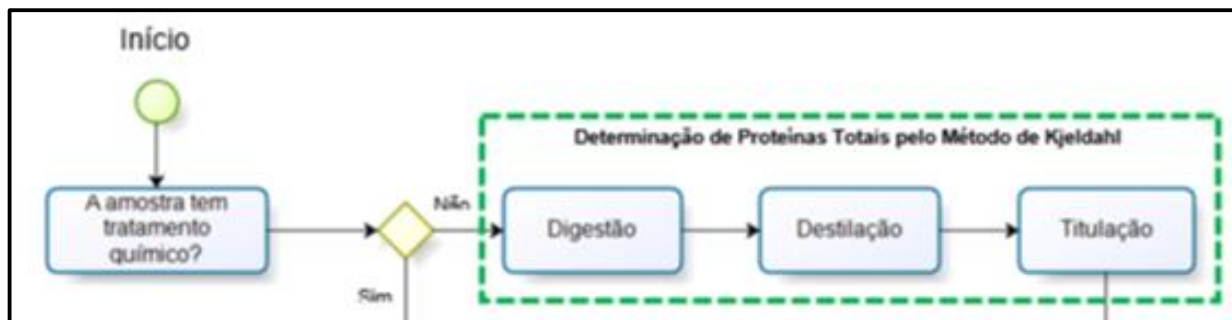 Início
Determinação de Proteínas Totais pelo Método de Kjeldahl
A amostra tem
tratamento
químico?
Não
Digestão
Destilação
Titulação
Sim